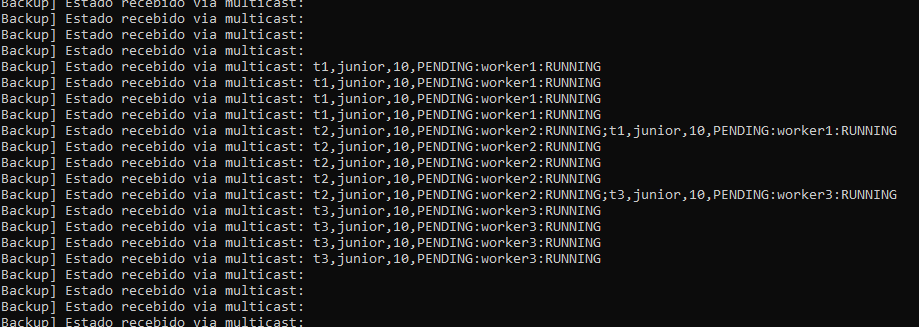 Backup] Estado recebido via multicast:
Backup] Estado recebido via multicast:
Backup] Estado recebido via multicast:
Backup] Estado recebido via multicast:
Backup] Estado recebido via multicast: t1,junior,10,PENDING:worker1:RUNNING
Backup] Estado recebido via multicast: t1,junior,10,PENDING:worker1:RUNNING
Backup] Estado recebido via multicast: t1,junior,10,PENDING:worker1:RUNNING
Backup] Estado recebido via multicast: t1,junior,10,PENDING:worker1:RUNNING
Backup] Estado recebido via multicast: t2,junior,10,PENDING:worker2:RUNNING;t1,junior,10,PENDING:worker1:RUNNING
Backup] Estado recebido via multicast: t2,junior,10,PENDING:worker2:RUNNING
Backup] Estado recebido via multicast: t2,junior,10,PENDING:worker2:RUNNING
Backup] Estado recebido via multicast: t2,junior,10,PENDING:worker2:RUNNING
Backup] Estado recebido via multicast: t2,junior,10,PENDING:worker2:RUNNING;t3,junior,10,PENDING:worker3:RUNNING
Backup] Estado recebido via multicast: t3,junior,10,PENDING:worker3:RUNNING
Backup] Estado recebido via multicast: t3,junior,10,PENDING:worker3:RUNNING
Backup] Estado recebido via multicast: t3,junior,10,PENDING:worker3:RUNNING
Backup] Estado recebido via multicast: t3,junior,10,PENDING:worker3:RUNNING
Backup] Estado recebido via multicast:
Backup] Estado recebido via multicast:
Backup] Estado recebido via multicast:
Backup] Estado recebido via multicast: